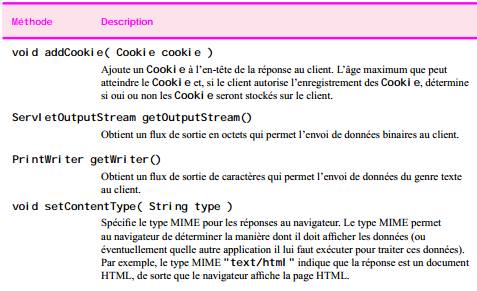 Méthode Description
void addCookie( Cookie cookie )
Ajoute un Cookie à l'en-tête de la réponse au client. L'âge maximum que peut
atteindre le Cookie et, si le client autorise l'enregistrement des Cookie, détermine
si oui ou non les Cookie seront stockés sur le client.
ServletOutputStream getOutputStream()
Obtient un flux de sortie en octets qui permet l'envoi de données binaires au client.
PrintWriter getWriter()
Obtient un flux de sortie de caractères qui permet l'envoi de données du genre texte
au client.
void setContentType( String type )
Spécifie le type MIME pour les réponses au navigateur. Le type MIME permet
au navigateur de déterminer la manière dont il doit afficher les données (ou
éventuellement quelle autre application il lui faut exécuter pour traiter ces données).
Par exemple, le type MIME "text/html" indique que la réponse est un document
HTML, de sorte que le navigateur affiche la page HTML.